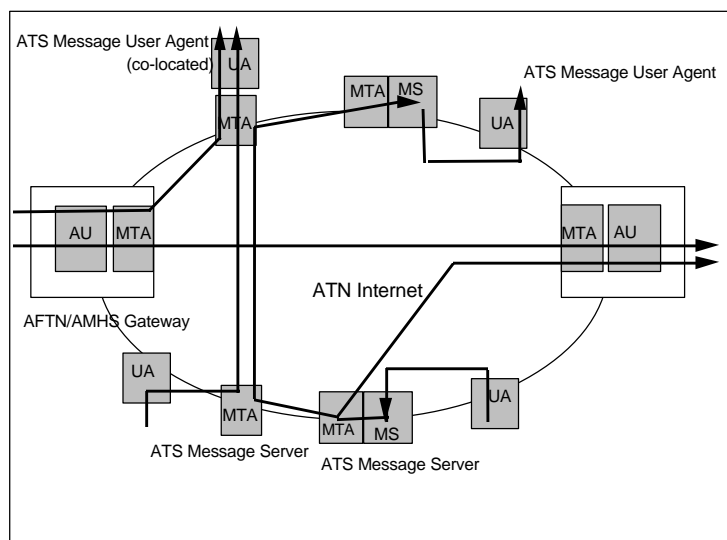 ATS Message User Agent
(co-located)
UA
MTA
MS
ATS Message User Agent
MTA
UA
AU
MTA
MTA
AU
ATN Internet
AFTN/AMHS Gateway
UA
MTA
MTA
MS
UA
ATS Message Server
ATS Message Server